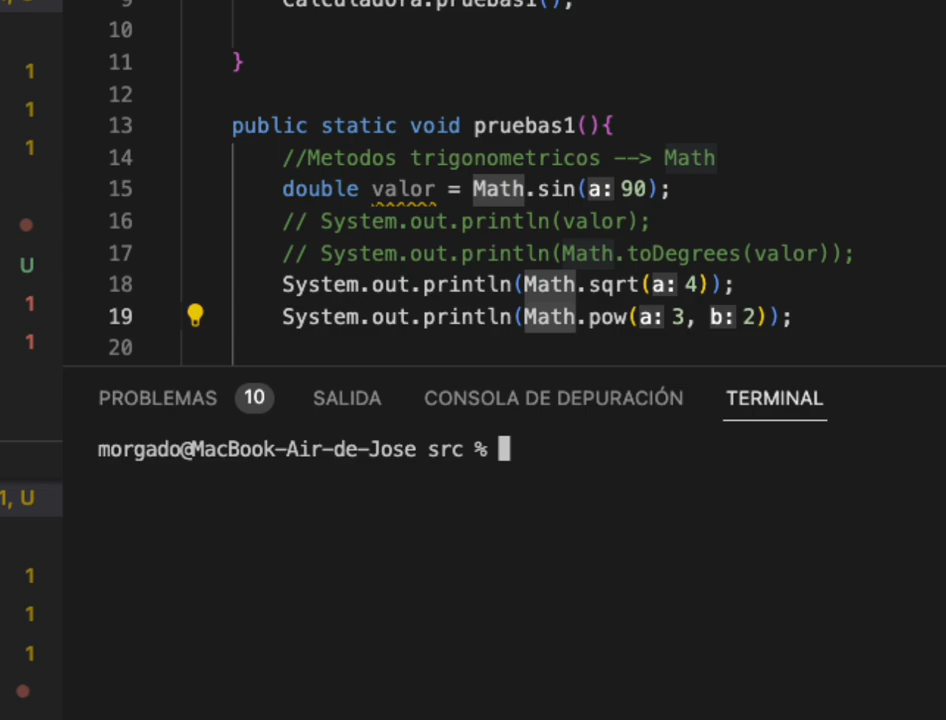 9 Calculadora.pruebas1();
10
11 }
12
13 public static void pruebas1(){
14 //Metodos trigonometricos --> Math
15 double valor = Math.sin(a: 90);
16 // System.out.println(valor);
17 // System.out.println(Math.toDegrees(valor));
18 System.out.println(Math.sqrt(a: 4));
19 System.out.println(Math.pow(a: 3, b: 2));
20
1
1
1
U
1
1
PROBLEMAS 10 SALIDA CONSOLA DE DEPURACIÓN TERMINAL
morgado@MacBook-Air-de-Jose src %
1, U
1
1
1